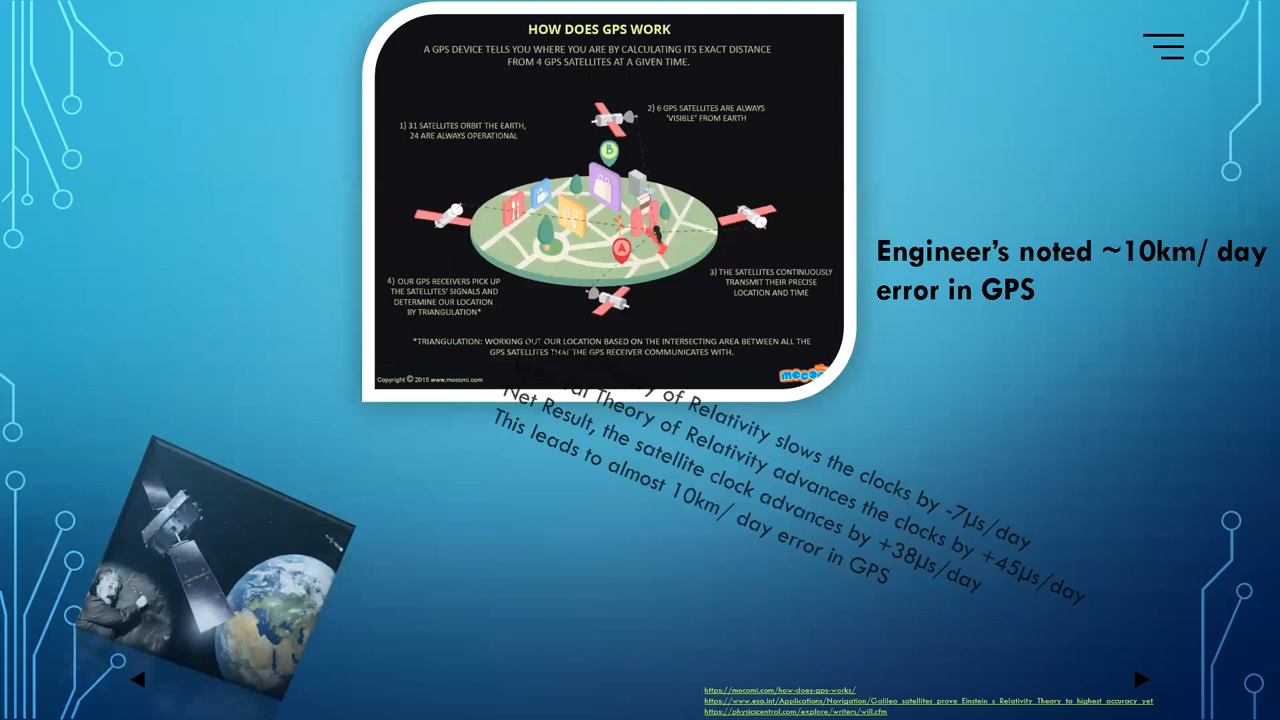 HOW DOES GPS WORK
A GPS DEVICE TELLS YOU WHERE YOU ARE BY CALCULATING ITS EXACT DISTANCE
FROM 4 GPS SATELLITES AT A GIVEN TIME.
1) 31 SATELLITES ORBIT THE EARTH,
24 ARE ALWAYS OPERATIONAL
2) 6 GPS SATELLITES ARE ALWAYS
'VISIBLE' FROM EARTH
B
A
3) THE SATELLITES CONTINUOUSLY
TRANSMIT THEIR PRECISE
LOCATION AND TIME
4) OUR GPS RECEIVERS PICK UP
THE SATELLITES' SIGNALS AND
DETERMINE OUR LOCATION
BY TRIANGULATION*
*TRIANGULATION: WORKING OUT OUR LOCATION BASED ON THE INTERSECTING AREA BETWEEN ALL THE
GPS SATELLITES THAT THE GPS RECEIVER COMMUNICATES WITH.
Copyright © 2015 www.mocomi.com
Engineer's noted ~10km/ day
error in GPS
of Relativity slows the clocks by -7µs/day
Theory of Relativity advances the clocks by +45µs/day
Net Result, the satellite clock advances by +38µs/day
This leads to almost 10km/ day error in GPS
https://mocomi.com/how-does-gps-works/
https://www.esa.int/Applications/Navigation/Galileo_satellites_prove_Einstein_s_Relativity_Theory_to_highest_accuracy_yet
https://physicscentral.com/explore/writers/will.cfm